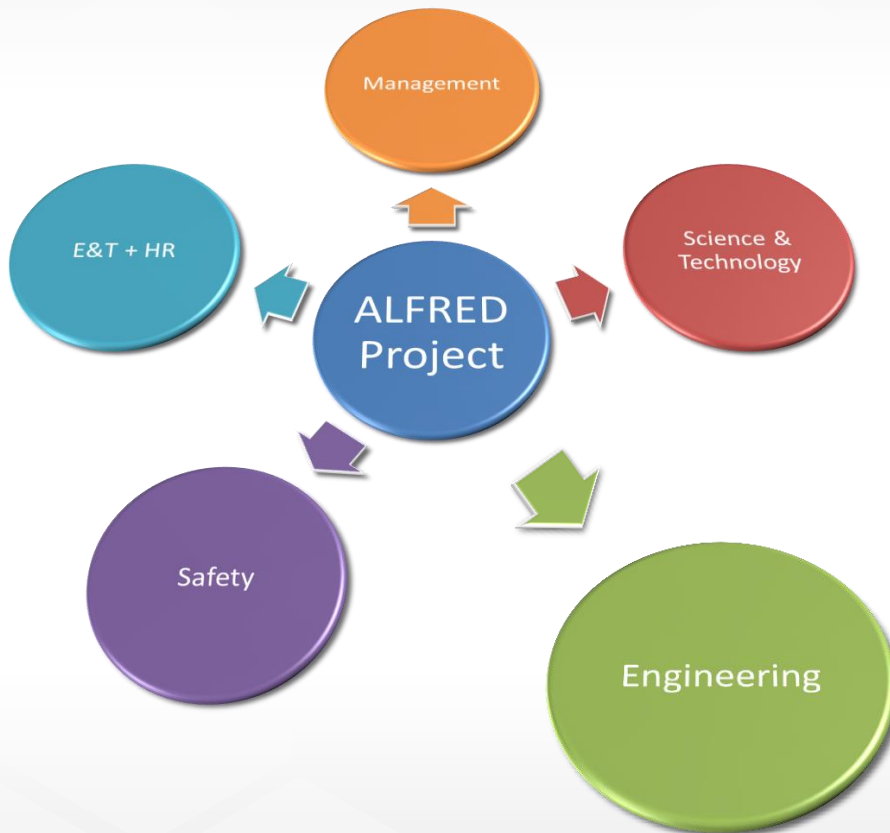 Management
E&T + HR
Science &
Technology
ALFRED
Project
Safety
Engineering